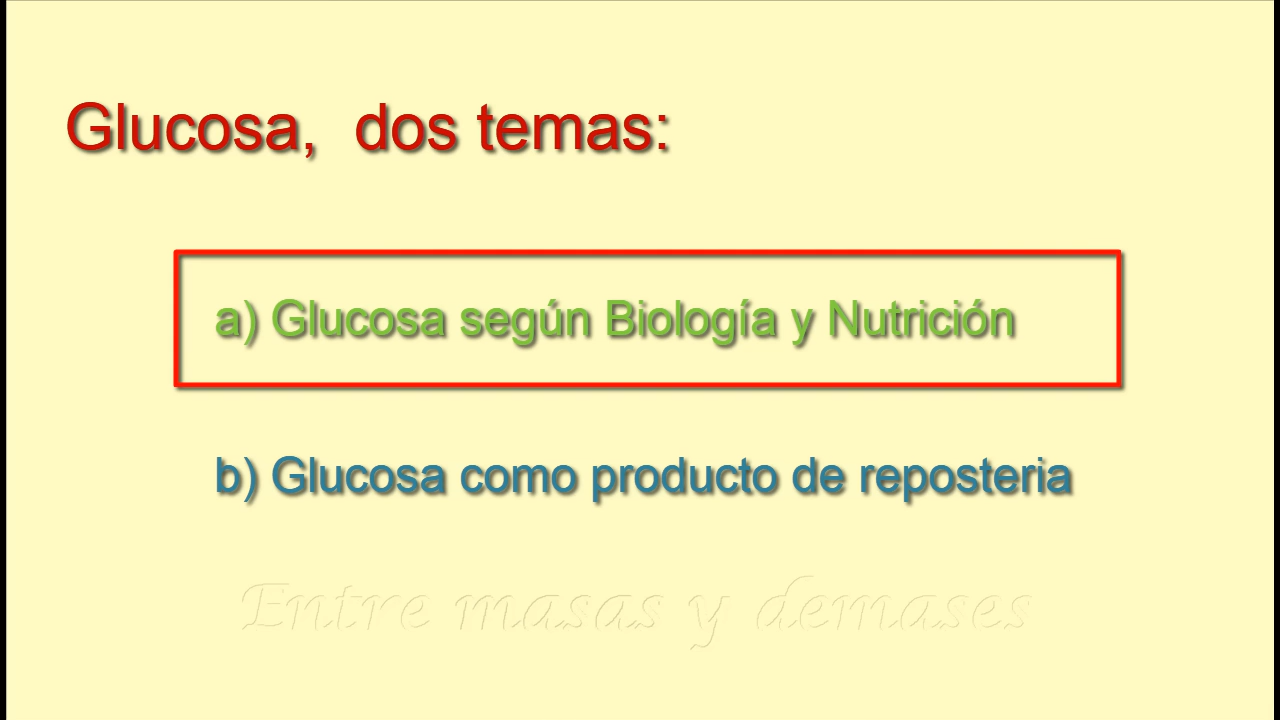 Glucosa, dos temas:
a) Glucosa según Biología y Nutrición
b) Glucosa como producto de reposteria
Entre masas y demases